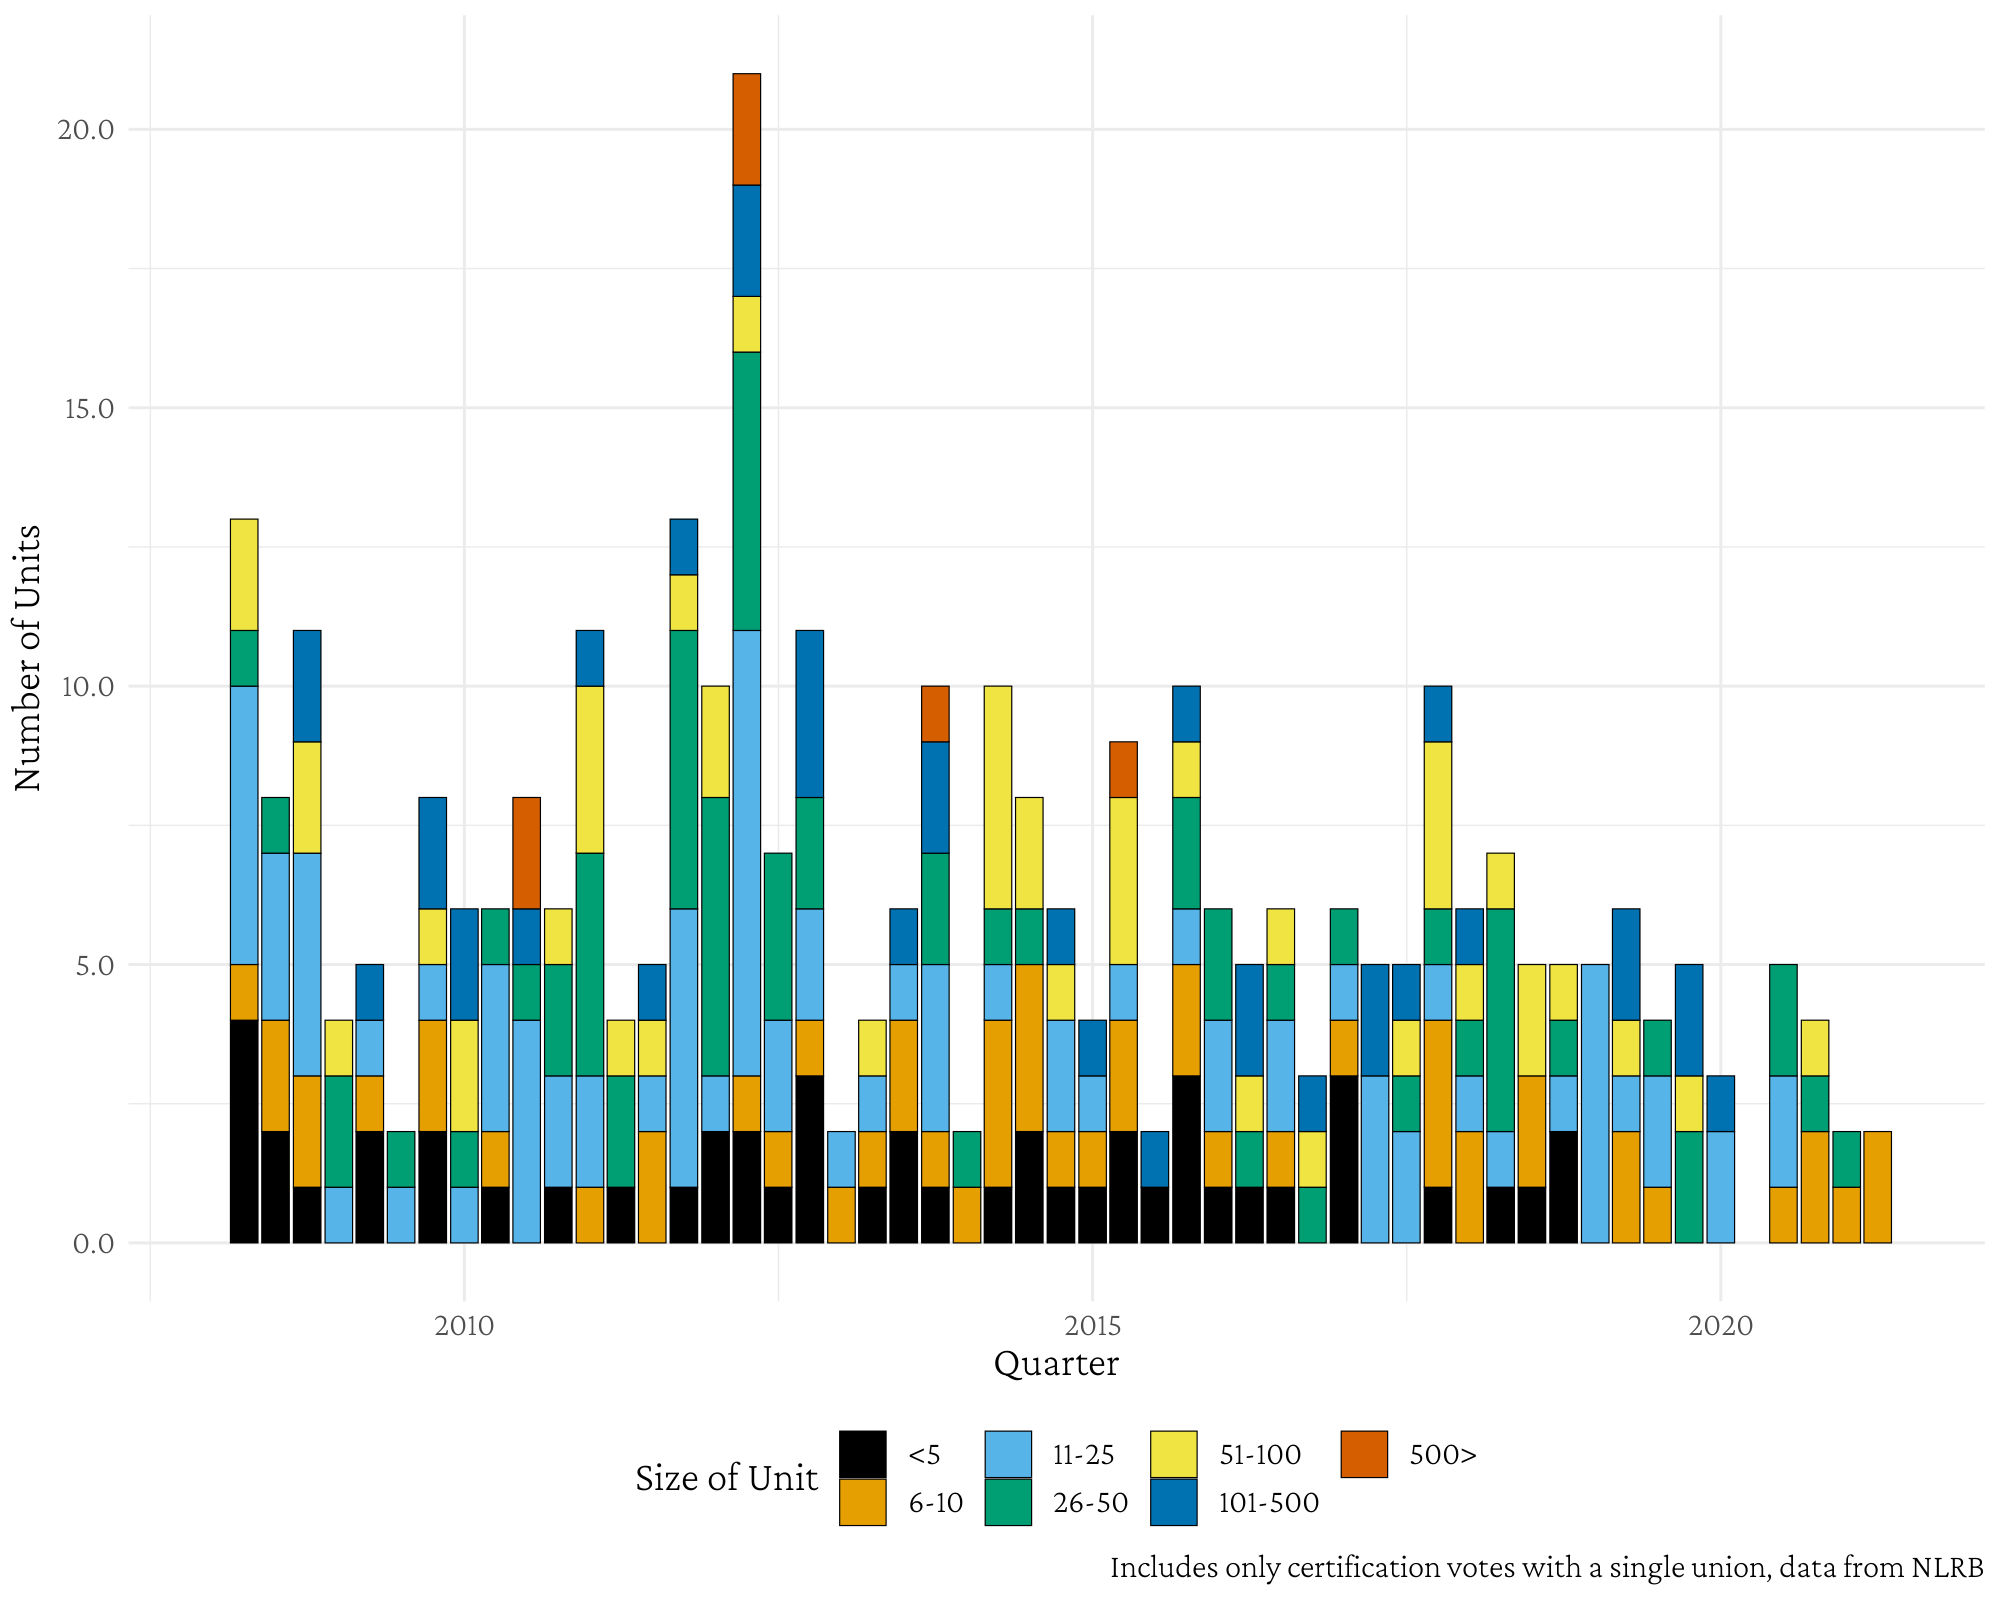 20.0
15.0
10.0
5.0
0.0
Number of Units
2010 2015 2020
Quarter
Size of Unit
<5 11-25 51-100 500>
6-10 26-50 101-500
Includes only certification votes with a single union, data from NLRB